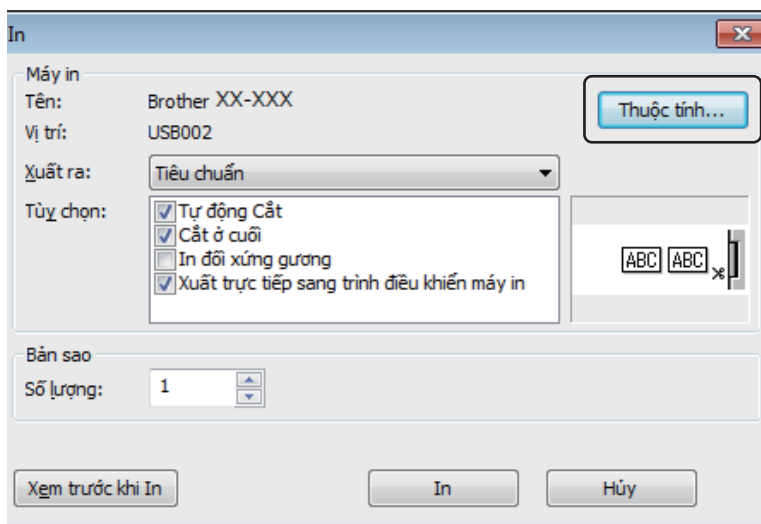 In
Máy in
Tên: Brother XX-XXX
Thuộc tính...
Vị trí: USB002
Xuất ra: Tiêu chuẩn
Tùy chọn: Tự động Cắt
Cắt ở cuối
In đối xứng gương
Xuất trực tiếp sang trình điều khiển máy in
ABC ABC
Bản sao
Số lượng: 1
Xem trước khi In In Hủy